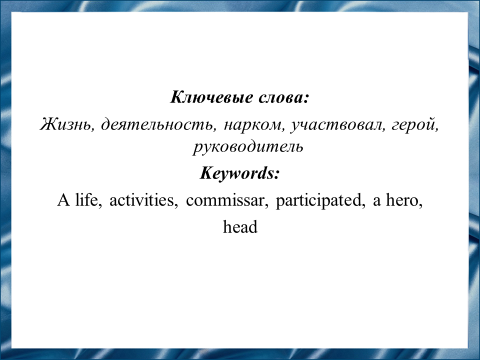 Ключевые слова:
Жизнь, деятельность, нарком, участвовал, герой,
руководитель
Keywords:
A life, activities, commissar, participated, a hero,
head